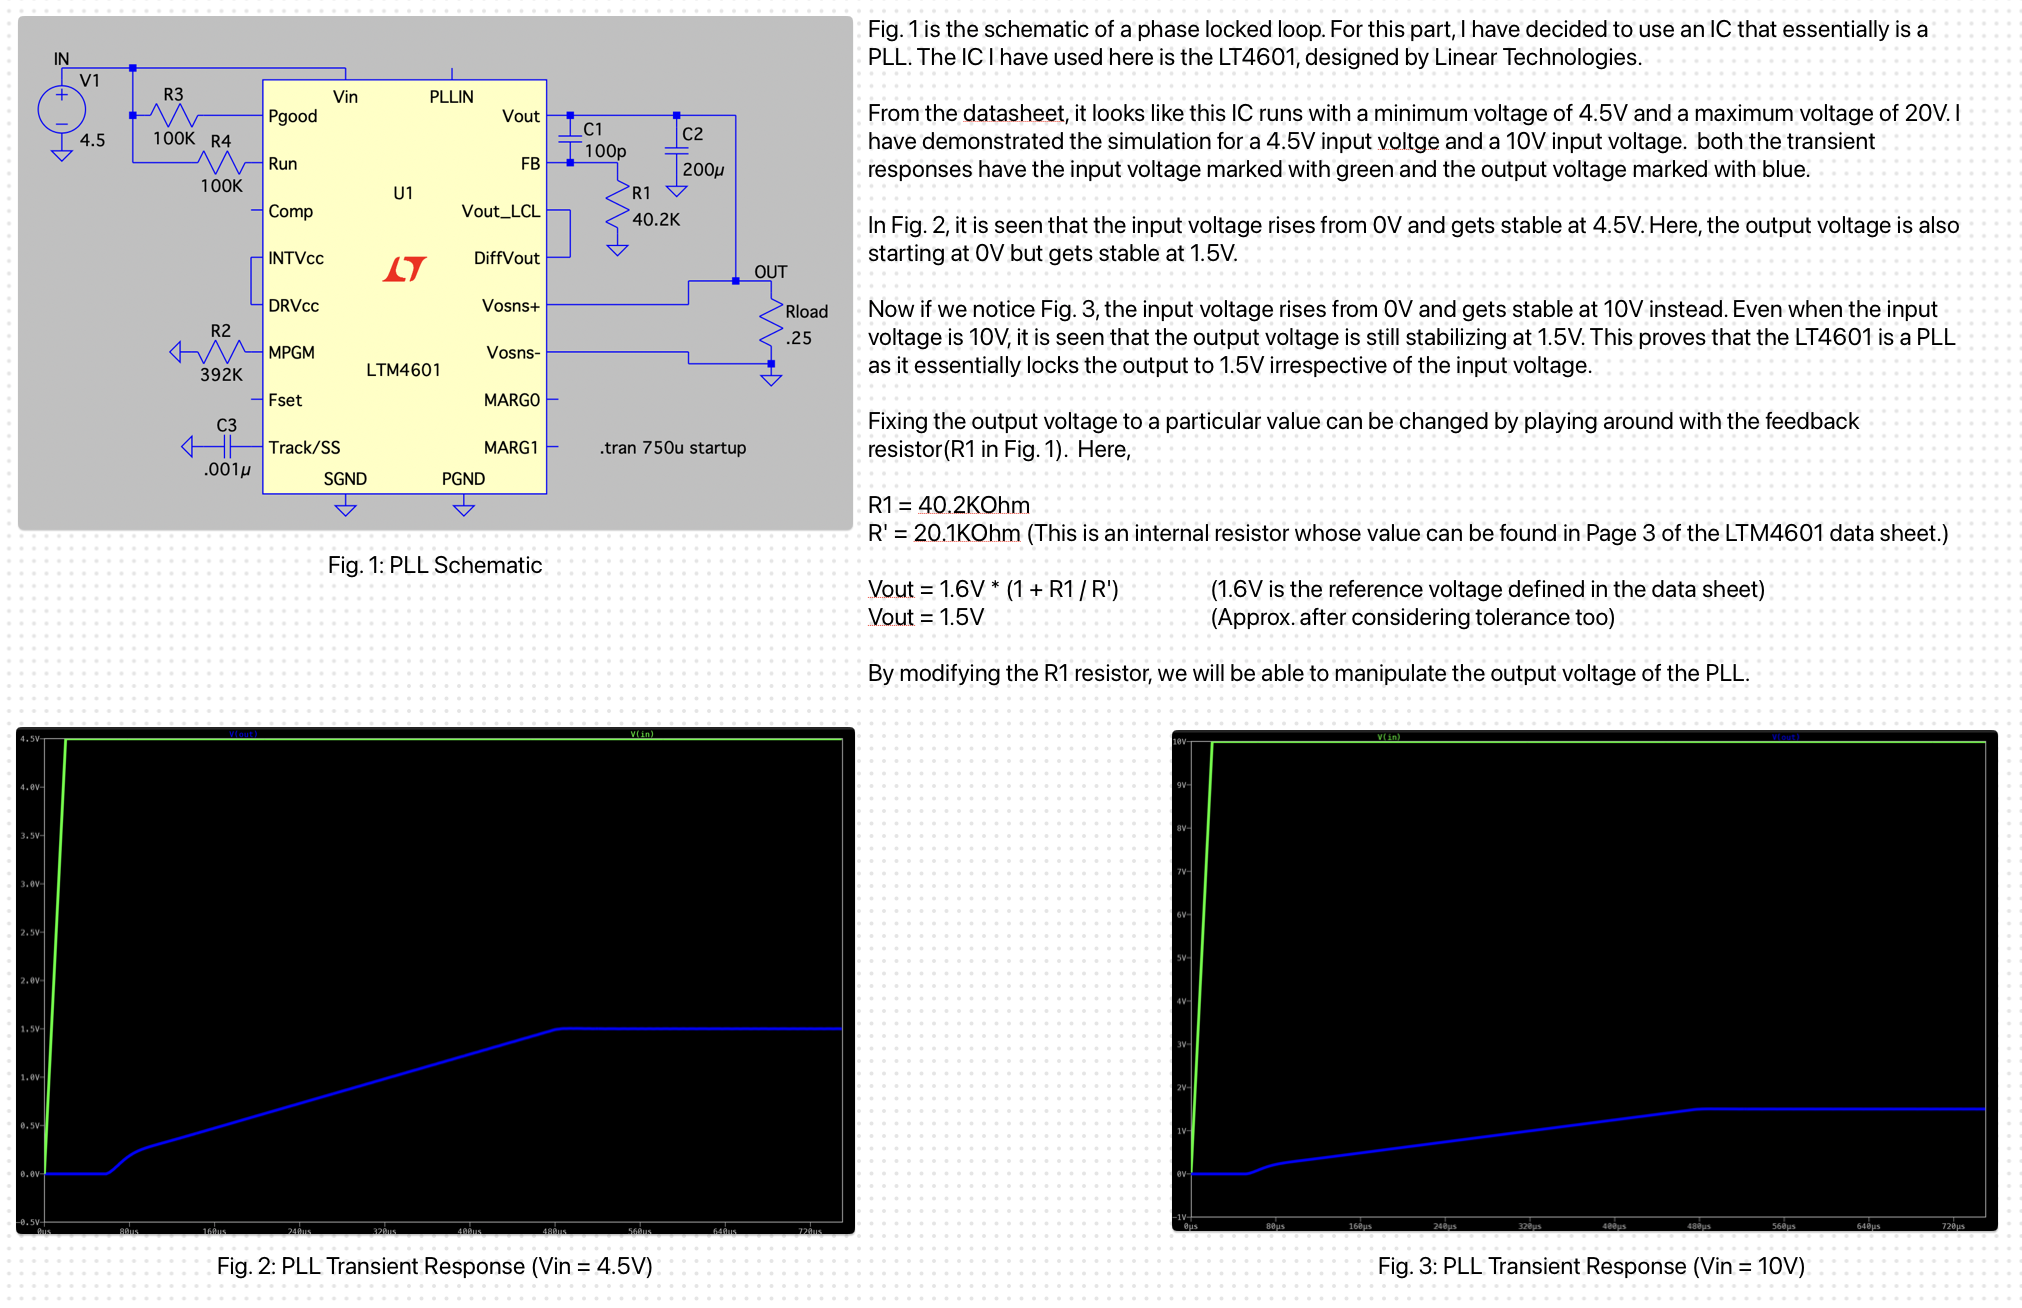 IN
V1
4.5
R3
100K
R4
100K
Vin
PLLIN
Pgood
Run
Comp
INTVcc
DRVcc
MPGM
Fset
Track/SS
SGND
PGND
U1
LTM4601
Vout
FB
Vout_LCL
DiffVout
Vosns+
Vosns-
MARG0
MARG1
R2
392K
C3
.001µ
C1
100p
C2
200µ
R1
40.2K
OUT
Rload
.25
.tran 750u startup
Fig. 1: PLL Schematic
Fig. 1 is the schematic of a phase locked loop. For this part, I have decided to use an IC that essentially is a
PLL. The IC I have used here is the LT4601, designed by Linear Technologies.
From the datasheet, it looks like this IC runs with a minimum voltage of 4.5V and a maximum voltage of 20V. I
have demonstrated the simulation for a 4.5V input voltge and a 10V input voltage.  both the transient
responses have the input voltage marked with green and the output voltage marked with blue.
In Fig. 2, it is seen that the input voltage rises from 0V and gets stable at 4.5V. Here, the output voltage is also
starting at 0V but gets stable at 1.5V.
Now if we notice Fig. 3, the input voltage rises from 0V and gets stable at 10V instead. Even when the input
voltage is 10V, it is seen that the output voltage is still stabilizing at 1.5V. This proves that the LT4601 is a PLL
as it essentially locks the output to 1.5V irrespective of the input voltage.
Fixing the output voltage to a particular value can be changed by playing around with the feedback
resistor(R1 in Fig. 1).  Here,
R1 = 40.2KOhm
R' = 20.1KOhm (This is an internal resistor whose value can be found in Page 3 of the LTM4601 data sheet.)
Vout = 1.6V * (1 + R1 / R') (1.6V is the reference voltage defined in the data sheet)
Vout = 1.5V (Approx. after considering tolerance too)
By modifying the R1 resistor, we will be able to manipulate the output voltage of the PLL.
V(out) V(in)
4.5V
4.0V
3.5V
3.0V
2.5V
2.0V
1.5V
1.0V
0.5V
0.0V
-0.5V
0µs 80µs 160µs 240µs 320µs 400µs 480µs 560µs 640µs 720µs
Fig. 2: PLL Transient Response (Vin = 4.5V)
V(in) V(out)
10V
9V
8V
7V
6V
5V
4V
3V
2V
1V
0V
-1V
0µs 80µs 160µs 240µs 320µs 400µs 480µs 560µs 640µs 720µs
Fig. 3: PLL Transient Response (Vin = 10V)